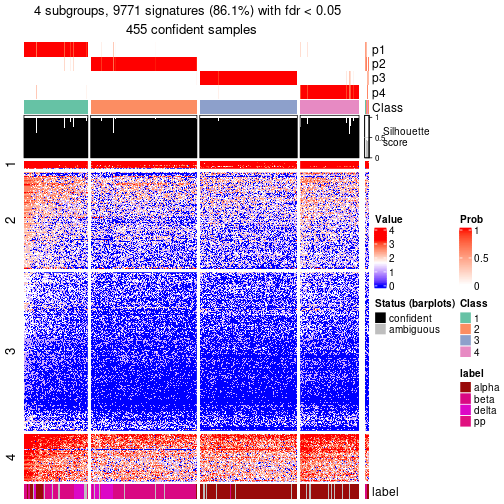 4 subgroups, 9771 signatures (86.1%) with fdr < 0.05
455 confident samples
p1
p2
p3
p4
Class
1
0.5
0
Silhouette
score
1
2
3
4
label
Value
4
3
2
1
0
Prob
1
0.5
0
Status (barplots)
confident
ambiguous
Class
1
2
3
4
label
alpha
beta
delta
pp